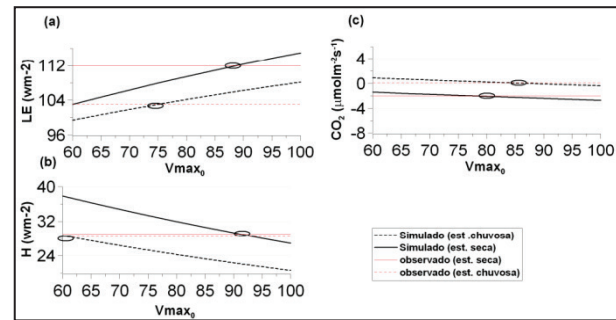 (a)
LE (wm-2)
112
104
96
60 65 70 75 80 85 90 95 100
Vmax₀
(b)
H (wm-2)
40
32
24
60 65 70 75 80 85 90 95 100
Vmax₀
(c)
CO₂ (μmolm⁻²s⁻¹)
4
0
-4
-8
60 65 70 75 80 85 90 95 100
Vmax₀
Simulado (est .chuvosa)
Simulado (est. seca)
observado (est. seca)
observado (est. chuvosa)